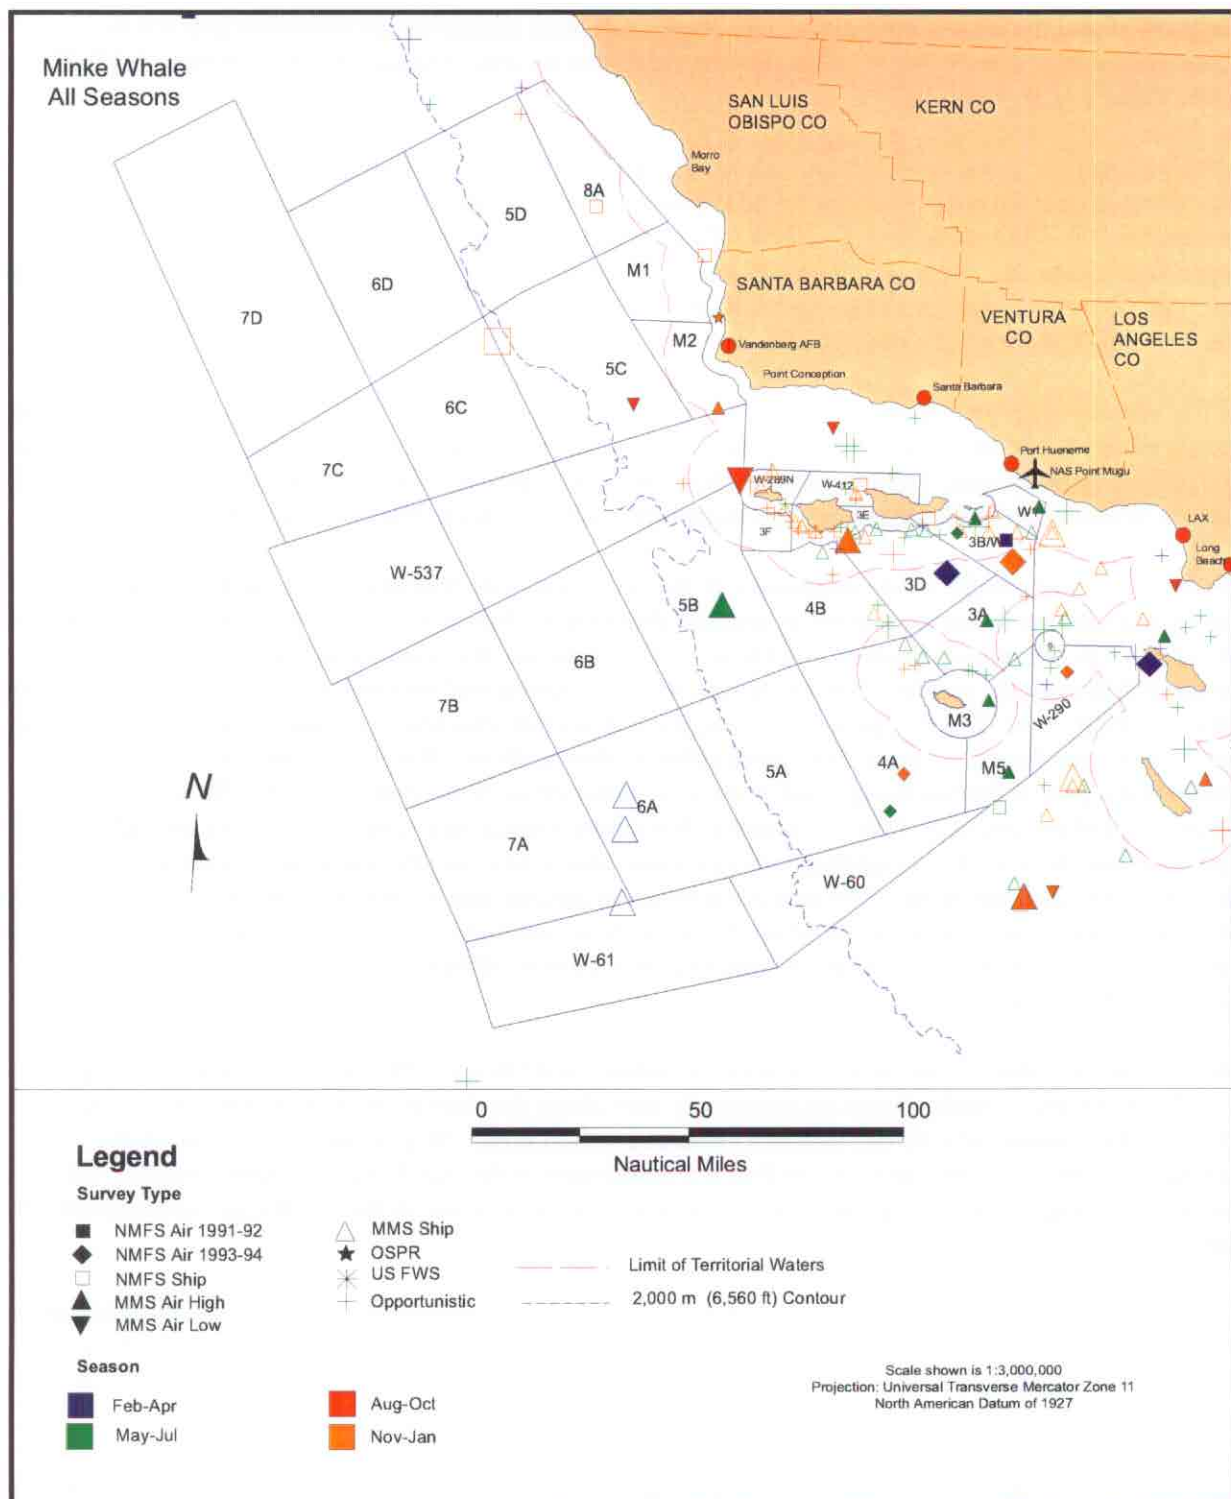 Minke Whale
All Seasons
SAN LUIS
OBISPO CO
KERN CO
Morro
Bay
8A
5D
M1
6D
SANTA BARBARA CO
7D
VENTURA
CO
LOS
ANGELES
CO
M2
Vandenberg AFB
5C
Point Conception
Santa Barbara
6C
Port Hueneme
7C
NAS Point Mugu
W-289N
W-412
3E
3F
LAX
3B/W
Long
Beach
W-537
3D
5B
4B
3A
6B
7B
M3
W-290
4A
M5
5A
N
6A
7A
W-60
W-61
0
50
100
Nautical Miles
Legend
Survey Type
NMFS Air 1991-92
NMFS Air 1993-94
NMFS Ship
MMS Air High
MMS Air Low
MMS Ship
OSPR
US FWS
Opportunistic
Limit of Territorial Waters
2,000 m (6,560 ft) Contour
Season
Feb-Apr
May-Jul
Aug-Oct
Nov-Jan
Scale shown is 1:3,000,000
Projection: Universal Transverse Mercator Zone 11
North American Datum of 1927